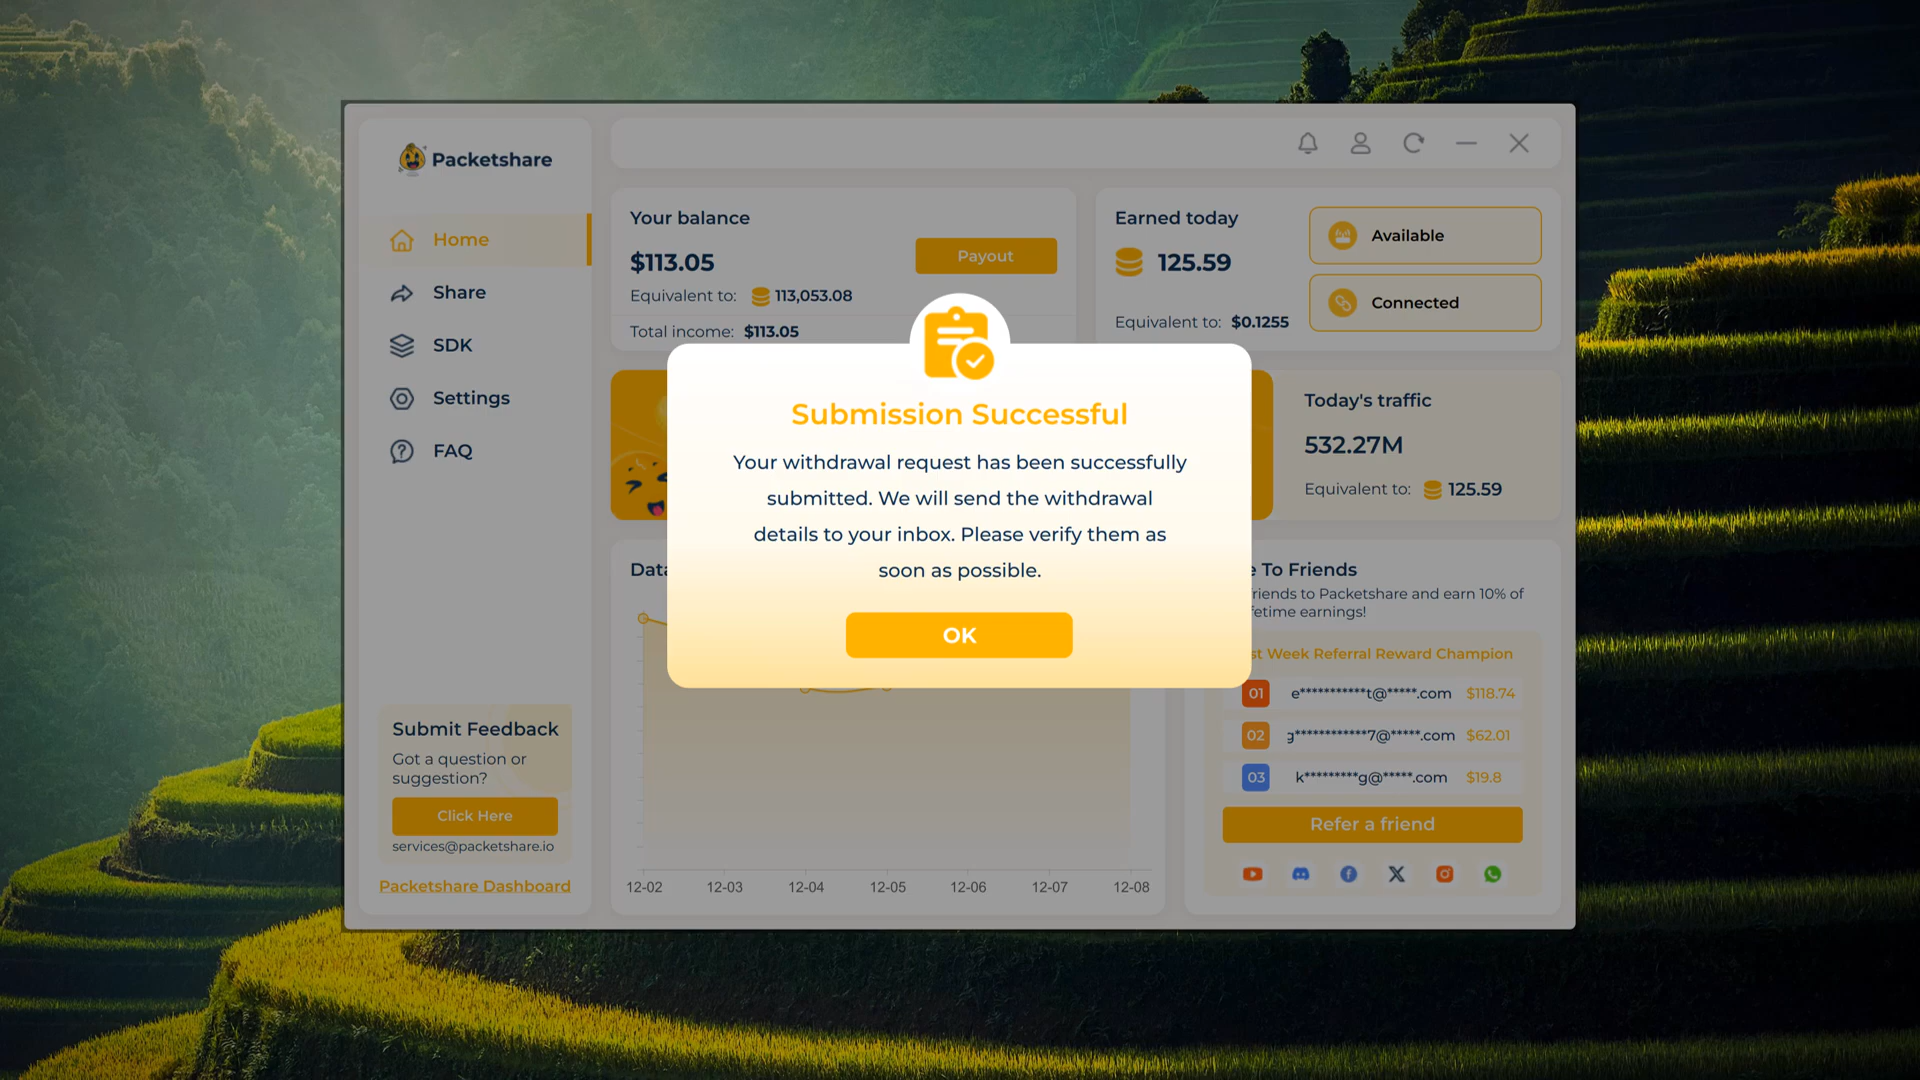 Packetshare
Home
Share
SDK
Settings
FAQ
Submit Feedback
Got a question or
suggestion?
Click Here
services@packetshare.io
Packetshare Dashboard
Your balance
$113.05
Payout
Equivalent to: 113,053.08
Total income: $113.05
Earned today
125.59
Equivalent to: $0.1255
Available
Connected
Submission Successful
Your withdrawal request has been successfully
submitted. We will send the withdrawal
details to your inbox. Please verify them as
soon as possible.
OK
Today's traffic
532.27M
Equivalent to: 125.59
12-02 12-03 12-04 12-05 12-06 12-07 12-08
To Friends
to Packetshare and earn 10% of
earnings!
Week Referral Reward Champion
01 e***********t@*****.com $118.74
02 g************7@*****.com $62.01
03 k*********g@*****.com $19.8
Refer a friend